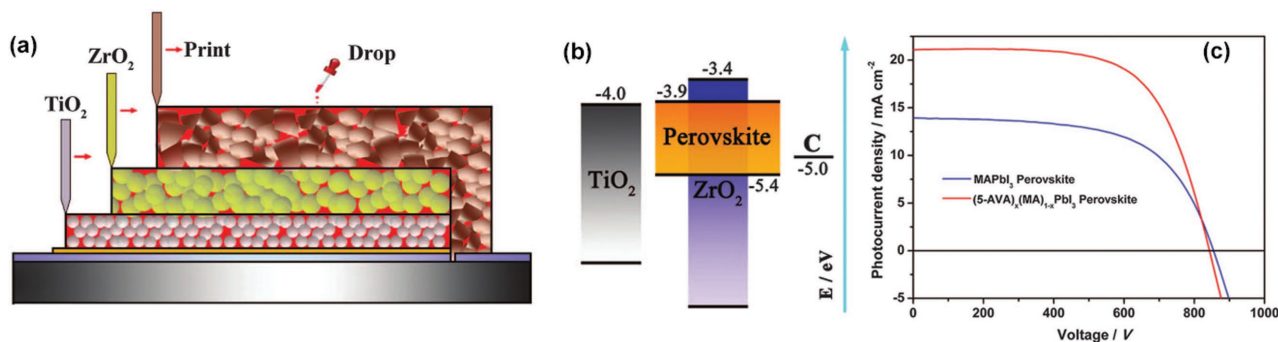 (a)
Print
ZrO₂
Drop
TiO₂
(b)
-3.4
-3.9
-4.0
Perovskite
C
-5.0
TiO₂
-5.4
ZrO₂
E / eV
(c)
Photocurrent density / mA cm⁻²
20
15
10
5
0
-5
MAPbI₃ Perovskite
(5-AVA)ₓ(MA)₁₋ₓPbI₃ Perovskite
0 200 400 600 800 1000
Voltage / V